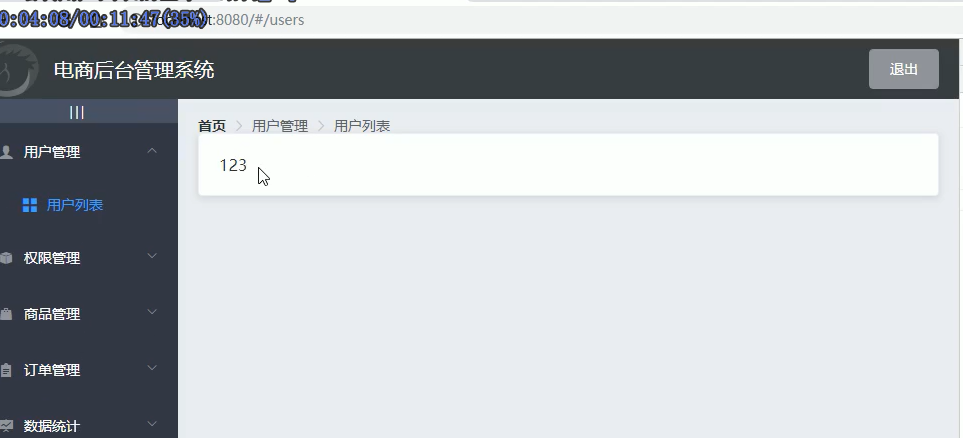 0:04:08/00:11:47(35%)
t:8080/#/users
电商后台管理系统
退出
|||
首页 > 用户管理 > 用户列表
123
用户管理
用户列表
权限管理
商品管理
订单管理
数据统计